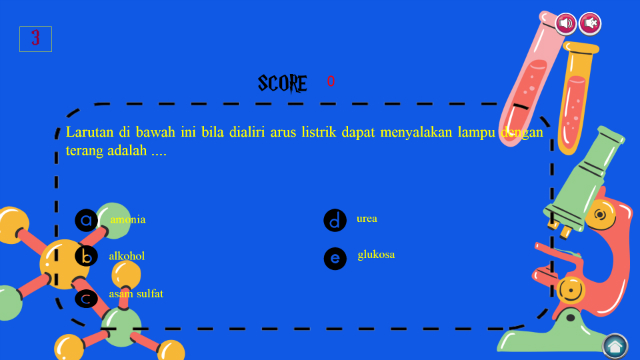 3
SCORE 0
Larutan di bawah ini bila dialiri arus listrik dapat menyalakan lampu dengan
terang adalah ....
a amonia
b alkohol
c asam sulfat
d urea
e glukosa